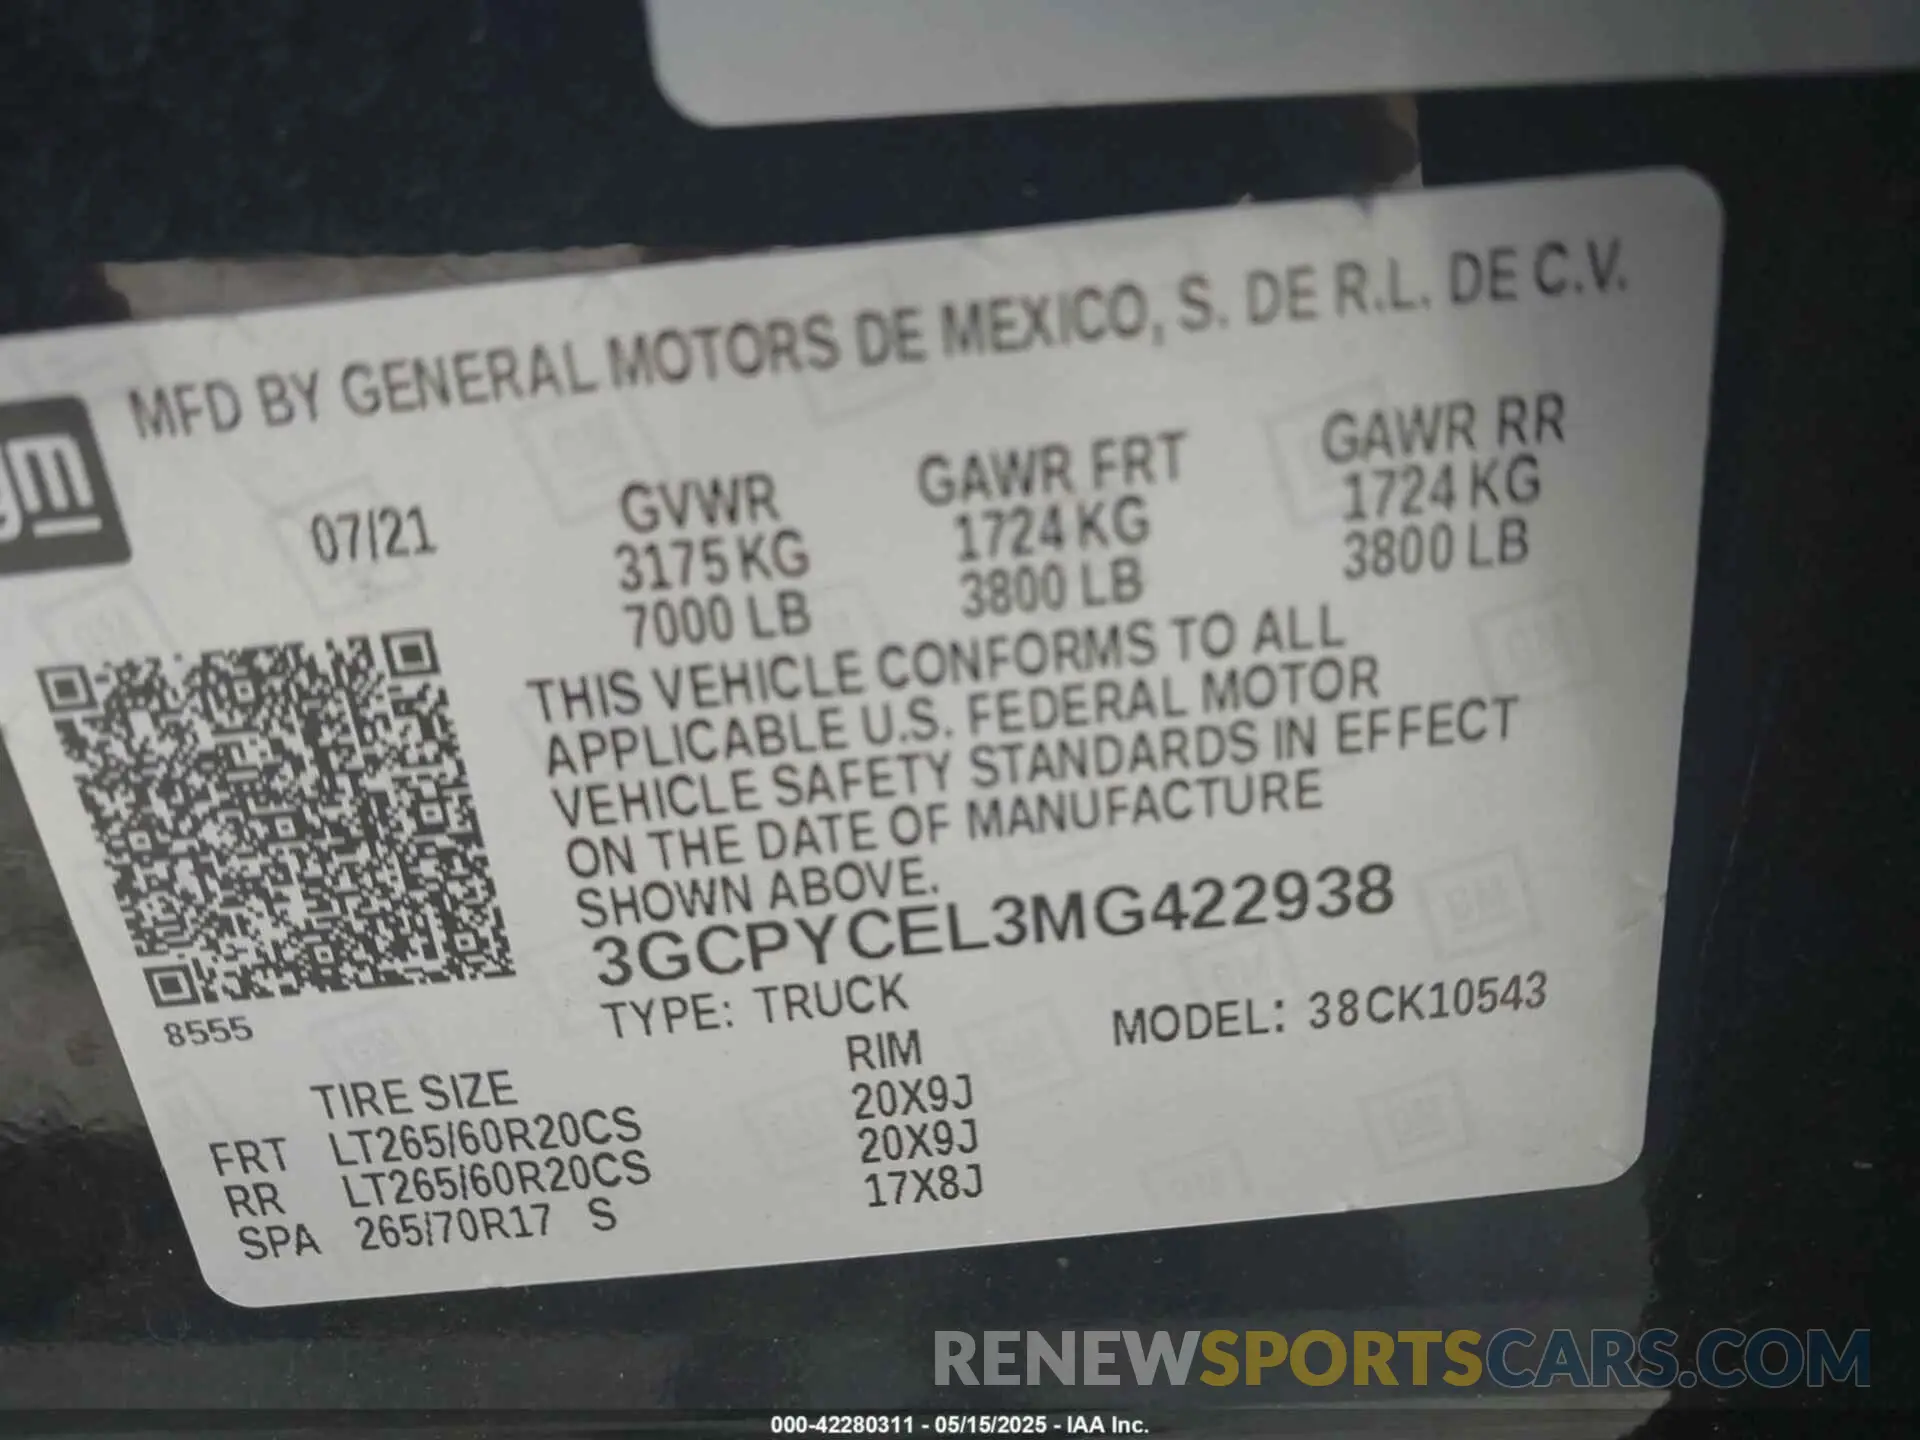 MFD BY GENERAL MOTORS DE MEXICO, S. DE R.L. DE C.V.
gm
07/21
GVWR
3175 KG
7000 LB
GAWR FRT
1724 KG
3800 LB
GAWR RR
1724 KG
3800 LB
THIS VEHICLE CONFORMS TO ALL
APPLICABLE U.S. FEDERAL MOTOR
VEHICLE SAFETY STANDARDS IN EFFECT
ON THE DATE OF MANUFACTURE
SHOWN ABOVE.
3GCPYCEL3MG422938
TYPE: TRUCK
MODEL: 38CK10543
8555
TIRE SIZE RIM
FRT LT265/60R20CS 20X9J
RR LT265/60R20CS 20X9J
SPA 265/70R17 S 17X8J
RENEWSPORTSCARS.COM
000-42280311 - 05/15/2025 - IAA Inc.